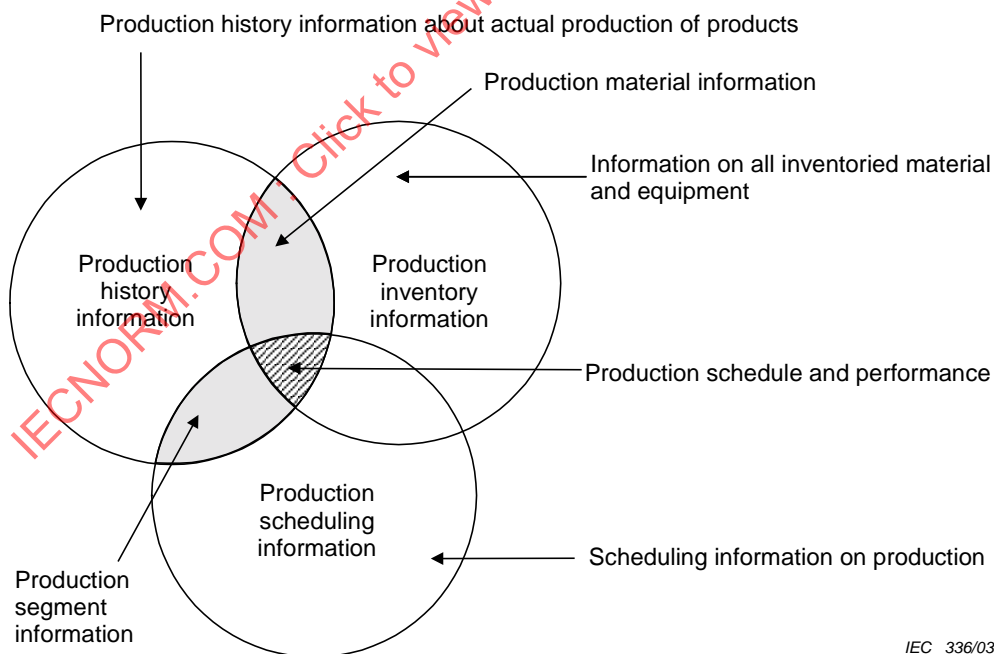 Production history information about actual production of products
Production material information
Information on all inventoried material
and equipment
Production
history
information
Production
inventory
information
Production schedule and performance
Production
scheduling
information
Scheduling information on production
Production
segment
information
IEC 336/03
IECNORM.COM : Click to view